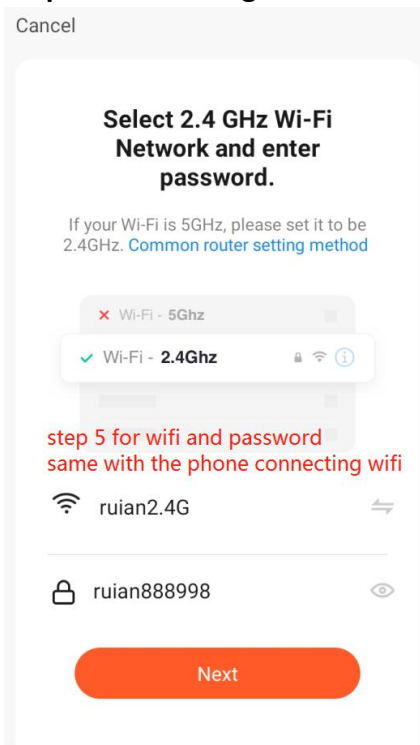 Cancel
Select 2.4 GHz Wi-Fi
Network and enter
password.
If your Wi-Fi is 5GHz, please set it to be
2.4GHz. Common router setting method
Wi-Fi - 5Ghz
Wi-Fi - 2.4Ghz
step 5 for wifi and password
same with the phone connecting wifi
ruian2.4G
ruian888998
Next